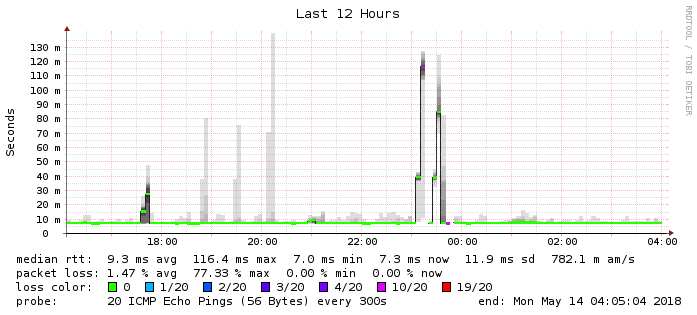 Last 12 Hours
RRDTOOL / TOBI OETIKER
Seconds
130 m
120 m
110 m
100 m
90 m
80 m
70 m
60 m
50 m
40 m
30 m
20 m
10 m
0
18:00 20:00 22:00 00:00 02:00 04:00
median rtt: 9.3 ms avg 116.4 ms max 7.0 ms min 7.3 ms now 11.9 ms sd 782.1 m am/s
packet loss: 1.47 % avg 77.33 % max 0.00 % min 0.00 % now
loss color: 0 1/20 2/20 3/20 4/20 10/20 19/20
probe: 20 ICMP Echo Pings (56 Bytes) every 300s end: Mon May 14 04:05:04 2018